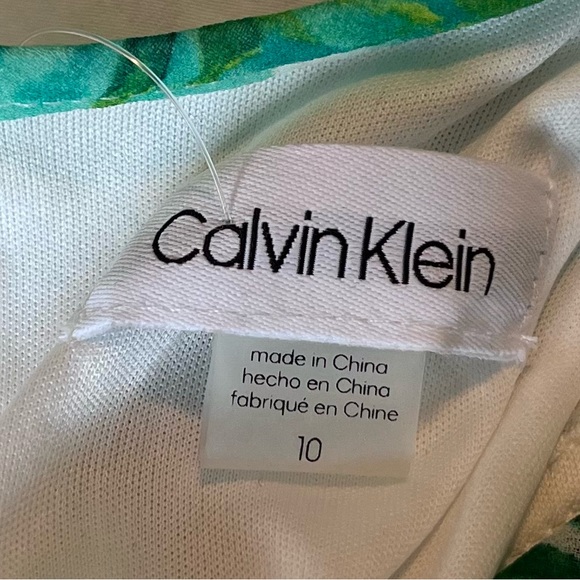 Calvin Klein
made in China
hecho en China
fabriqué en Chine
10